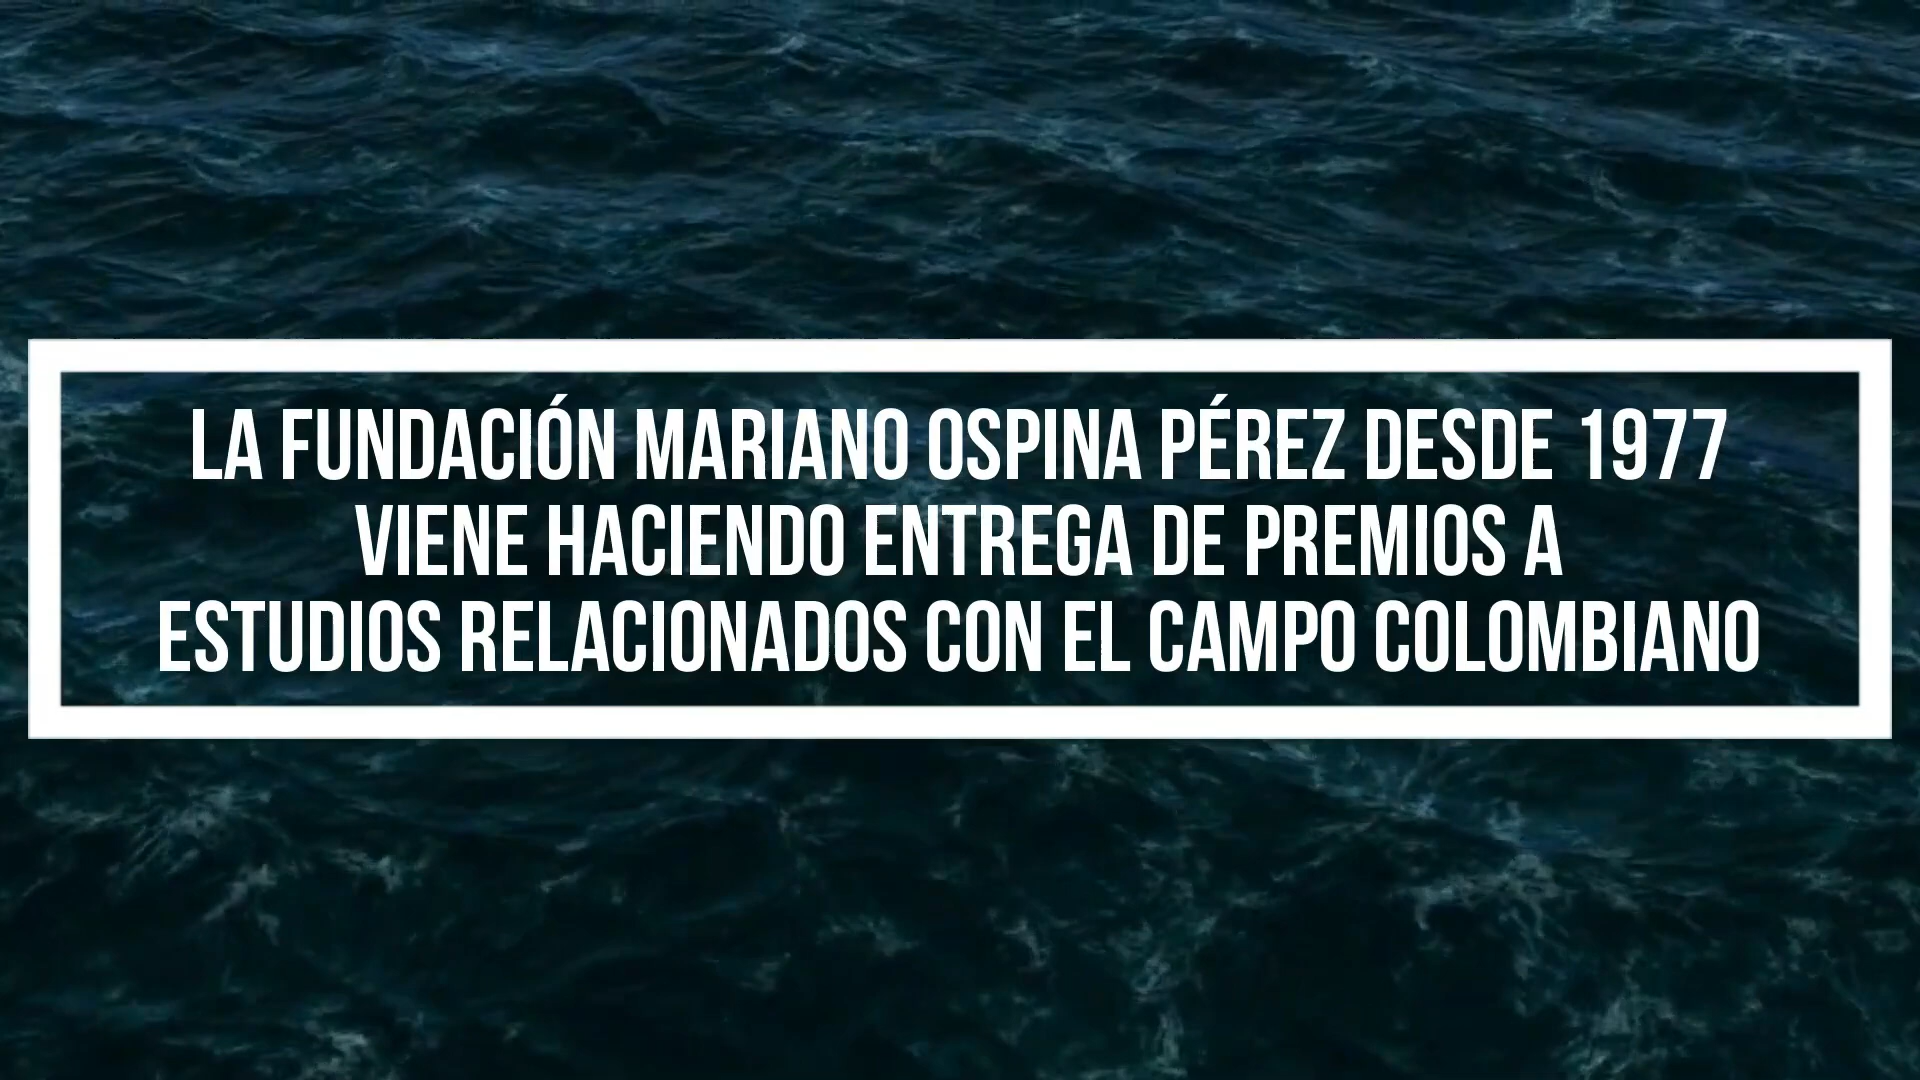 LA FUNDACIÓN MARIANO OSPINA PÉREZ DESDE 1977
VIENE HACIENDO ENTREGA DE PREMIOS A
ESTUDIOS RELACIONADOS CON EL CAMPO COLOMBIANO